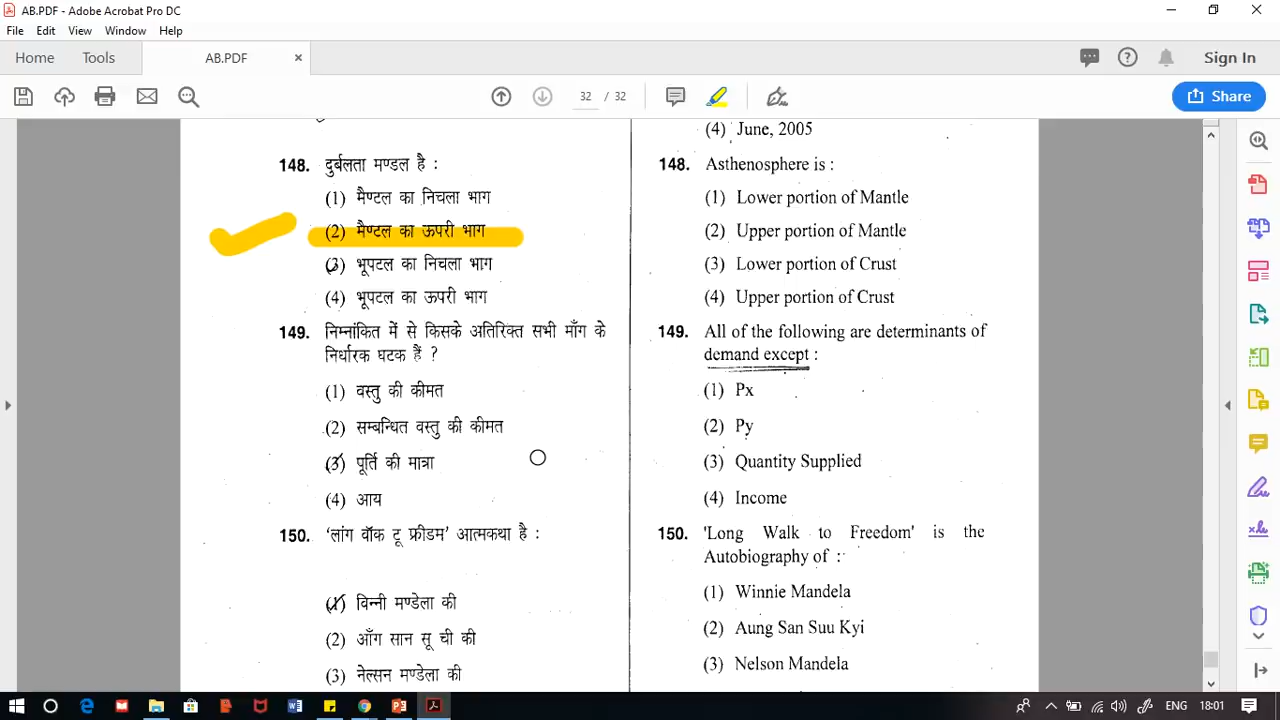 AB.PDF - Adobe Acrobat Pro DC
File Edit View Window Help
Home Tools AB.PDF × Sign In
32 / 32 Share
148. दुर्बलता मण्डल है :
(1) मैण्टल का निचला भाग
(2) मैण्टल का ऊपरी भाग
(3) भूपटल का निचला भाग
(4) भूपटल का ऊपरी भाग
149. निम्नांकित में से किसके अतिरिक्त सभी माँग के
निर्धारक घटक हैं ?
(1) वस्तु की कीमत
(2) सम्बन्धित वस्तु की कीमत
(3) पूर्ति की मात्रा
(4) आय
150. ‘लांग वॉक टू फ्रीडम’ आत्मकथा है :
(1) विन्नी मण्डेला की
(2) आँग सान सू ची की
(3) नेल्सन मण्डेला की
(4) June, 2005
148. Asthenosphere is :
(1) Lower portion of Mantle
(2) Upper portion of Mantle
(3) Lower portion of Crust
(4) Upper portion of Crust
149. All of the following are determinants of
demand except :
(1) Px
(2) Py
(3) Quantity Supplied
(4) Income
150. 'Long Walk to Freedom' is the
Autobiography of :
(1) Winnie Mandela
(2) Aung San Suu Kyi
(3) Nelson Mandela
ENG 18:01